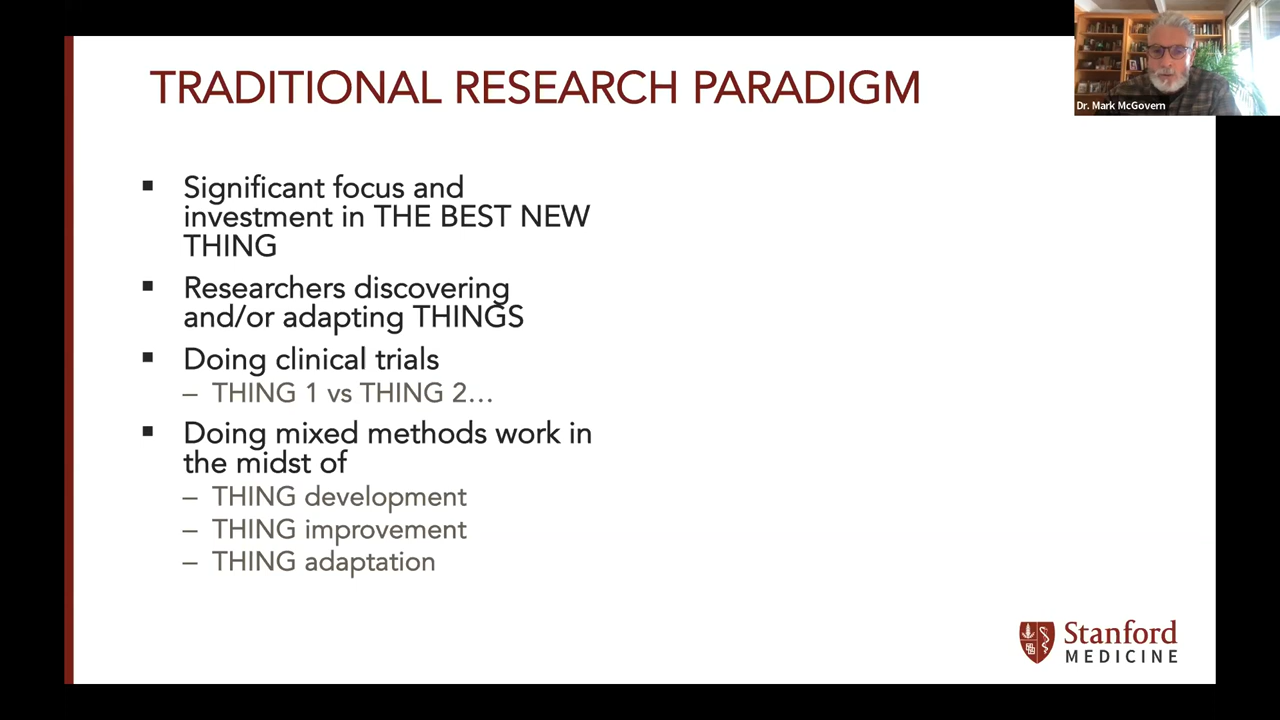 TRADITIONAL RESEARCH PARADIGM
Dr. Mark McGovern
▪ Significant focus and
investment in THE BEST NEW
THING
▪ Researchers discovering
and/or adapting THINGS
▪ Doing clinical trials
– THING 1 vs THING 2…
▪ Doing mixed methods work in
the midst of
– THING development
– THING improvement
– THING adaptation
Stanford
MEDICINE